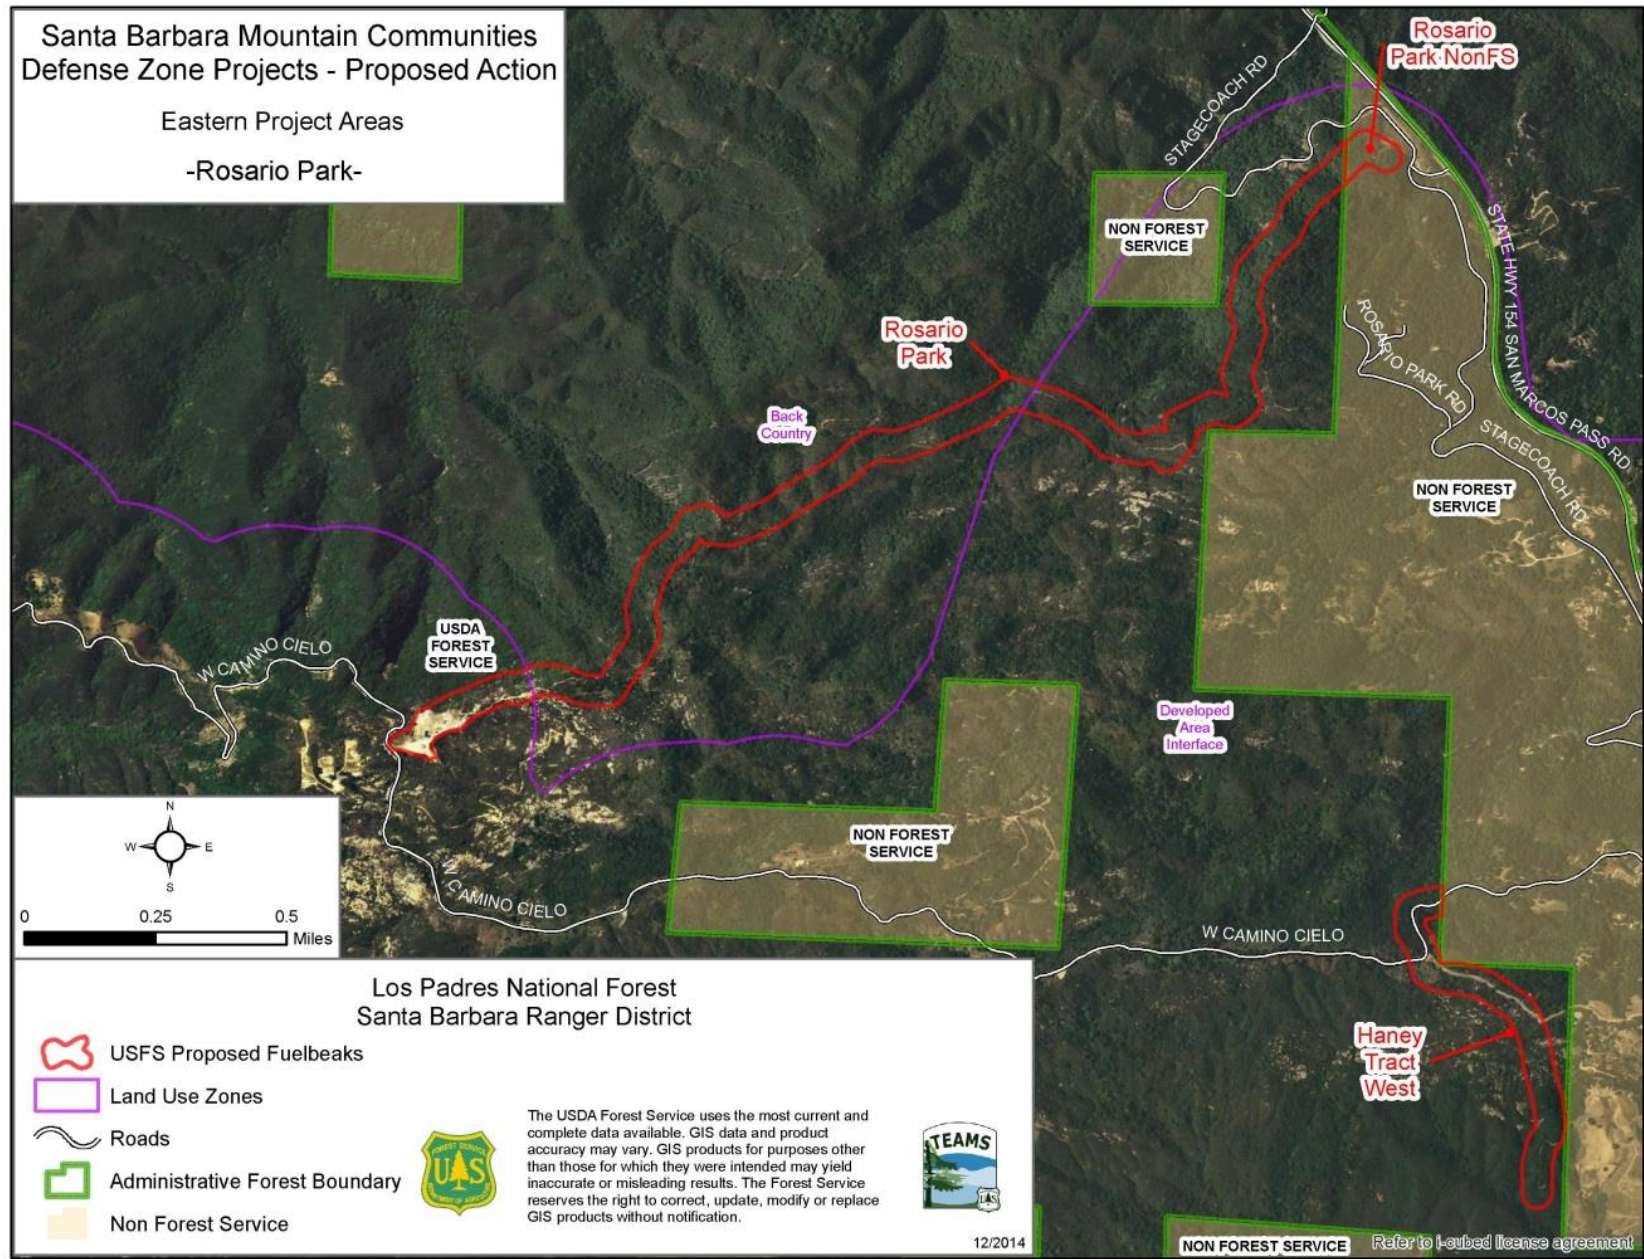 Santa Barbara Mountain Communities
Defense Zone Projects - Proposed Action
Eastern Project Areas
-Rosario Park-
Rosario
Park NonFS
STAGECOACH RD
NON FOREST
SERVICE
STATE HWY 154 SAN MARCOS PASS RD
Rosario
Park
ROSARIO PARK RD
Back
Country
STAGECOACH RD
NON FOREST
SERVICE
USDA
FOREST
SERVICE
W CAMINO CIELO
Developed
Area
Interface
NON FOREST
SERVICE
W CAMINO CIELO
W CAMINO CIELO
Haney
Tract
West
N
W E
S
0 0.25 0.5
Miles
Los Padres National Forest
Santa Barbara Ranger District
USFS Proposed Fuelbeaks
Land Use Zones
Roads
Administrative Forest Boundary
Non Forest Service
FOREST SERVICE
UAS
DEPARTMENT OF AGRICULTURE
The USDA Forest Service uses the most current and
complete data available. GIS data and product
accuracy may vary. GIS products for purposes other
than those for which they were intended may yield
inaccurate or misleading results. The Forest Service
reserves the right to correct, update, modify or replace
GIS products without notification.
TEAMS
UAS
12/2014
NON FOREST SERVICE
Refer to i-cubed license agreement